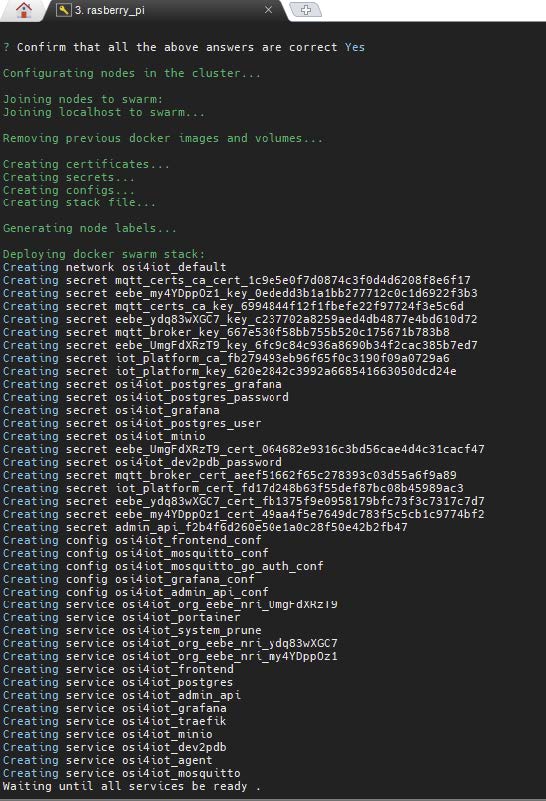 3. rasberry_pi
? Confirm that all the above answers are correct Yes
Configurating nodes in the cluster...
Joining nodes to swarm:
Joining localhost to swarm...
Removing previous docker images and volumes...
Creating certificates...
Creating secrets...
Creating configs...
Creating stack file...
Generating node labels...
Deploying docker swarm stack:
Creating network osi4iot_default
Creating secret mqtt_certs_ca_cert_1c9e5e0f7d0874c3f0d4d6208f8e6f17
Creating secret eebe_my4YDppOz1_key_0ededd3b1a1bb277712c0c1d6922f3b3
Creating secret mqtt_certs_ca_key_6994844f12f1fbefe22f97724f3e5c6d
Creating secret eebe_ydq83wXGC7_key_c237702a8259aed4db4877e4bd610d72
Creating secret mqtt_broker_key_667e530f58bb755b520c175671b783b8
Creating secret eebe_UmgFdXRzT9_key_6fc9c84c936a8690b34f2cac385b7ed7
Creating secret iot_platform_ca_fb279493eb96f65f0c3190f09a0729a6
Creating secret iot_platform_key_620e2842c3992a668541663050dcd24e
Creating secret osi4iot_postgres_grafana
Creating secret osi4iot_postgres_password
Creating secret osi4iot_grafana
Creating secret osi4iot_postgres_user
Creating secret osi4iot_minio
Creating secret eebe_UmgFdXRzT9_cert_064682e9316c3bd56cae4d4c31cacf47
Creating secret osi4iot_dev2pdb_password
Creating secret mqtt_broker_cert_aeef51662f65c278393c03d55a6f9a89
Creating secret iot_platform_cert_fd17d248b63f55def87bc08b45989ac3
Creating secret eebe_ydq83wXGC7_cert_fb1375f9e0958179bfc73f3c7317c7d7
Creating secret eebe_my4YDppOz1_cert_49aa4f5e7649dc783f5c5cb1c9774bf2
Creating secret admin_api_f2b4f6d260e50e1a0c28f50e42b2fb47
Creating config osi4iot_frontend_conf
Creating config osi4iot_mosquitto_conf
Creating config osi4iot_mosquitto_go_auth_conf
Creating config osi4iot_grafana_conf
Creating config osi4iot_admin_api_conf
Creating service osi4iot_org_eebe_nri_UmgFdXRzT9
Creating service osi4iot_portainer
Creating service osi4iot_system_prune
Creating service osi4iot_org_eebe_nri_ydq83wXGC7
Creating service osi4iot_org_eebe_nri_my4YDppOz1
Creating service osi4iot_frontend
Creating service osi4iot_postgres
Creating service osi4iot_admin_api
Creating service osi4iot_grafana
Creating service osi4iot_traefik
Creating service osi4iot_minio
Creating service osi4iot_dev2pdb
Creating service osi4iot_agent
Creating service osi4iot_mosquitto
Waiting until all services be ready .